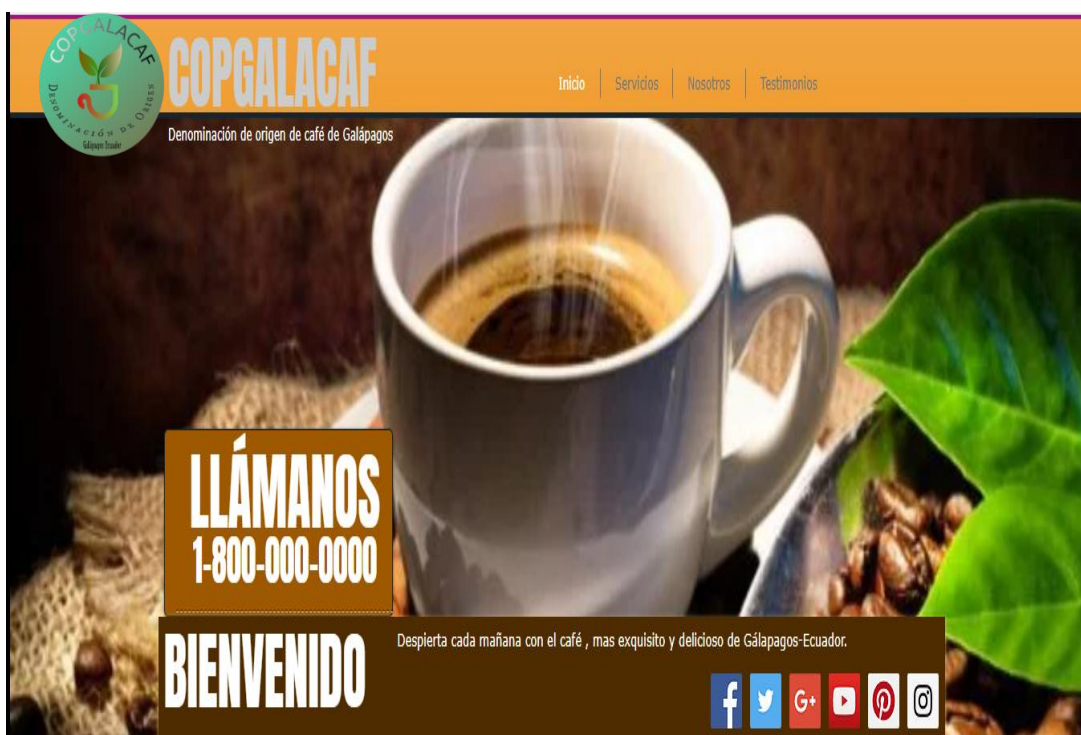 COPGALACAF
DENOMINACIÓN DE ORIGEN
Galápagos Ecuador
COPGALACAF
Inicio
Servicios
Nosotros
Testimonios
Denominación de origen de café de Galápagos
LLÁMANOS
1-800-000-0000
BIENVENIDO
Despierta cada mañana con el café , mas exquisito y delicioso de Gálapagos-Ecuador.
f
G+